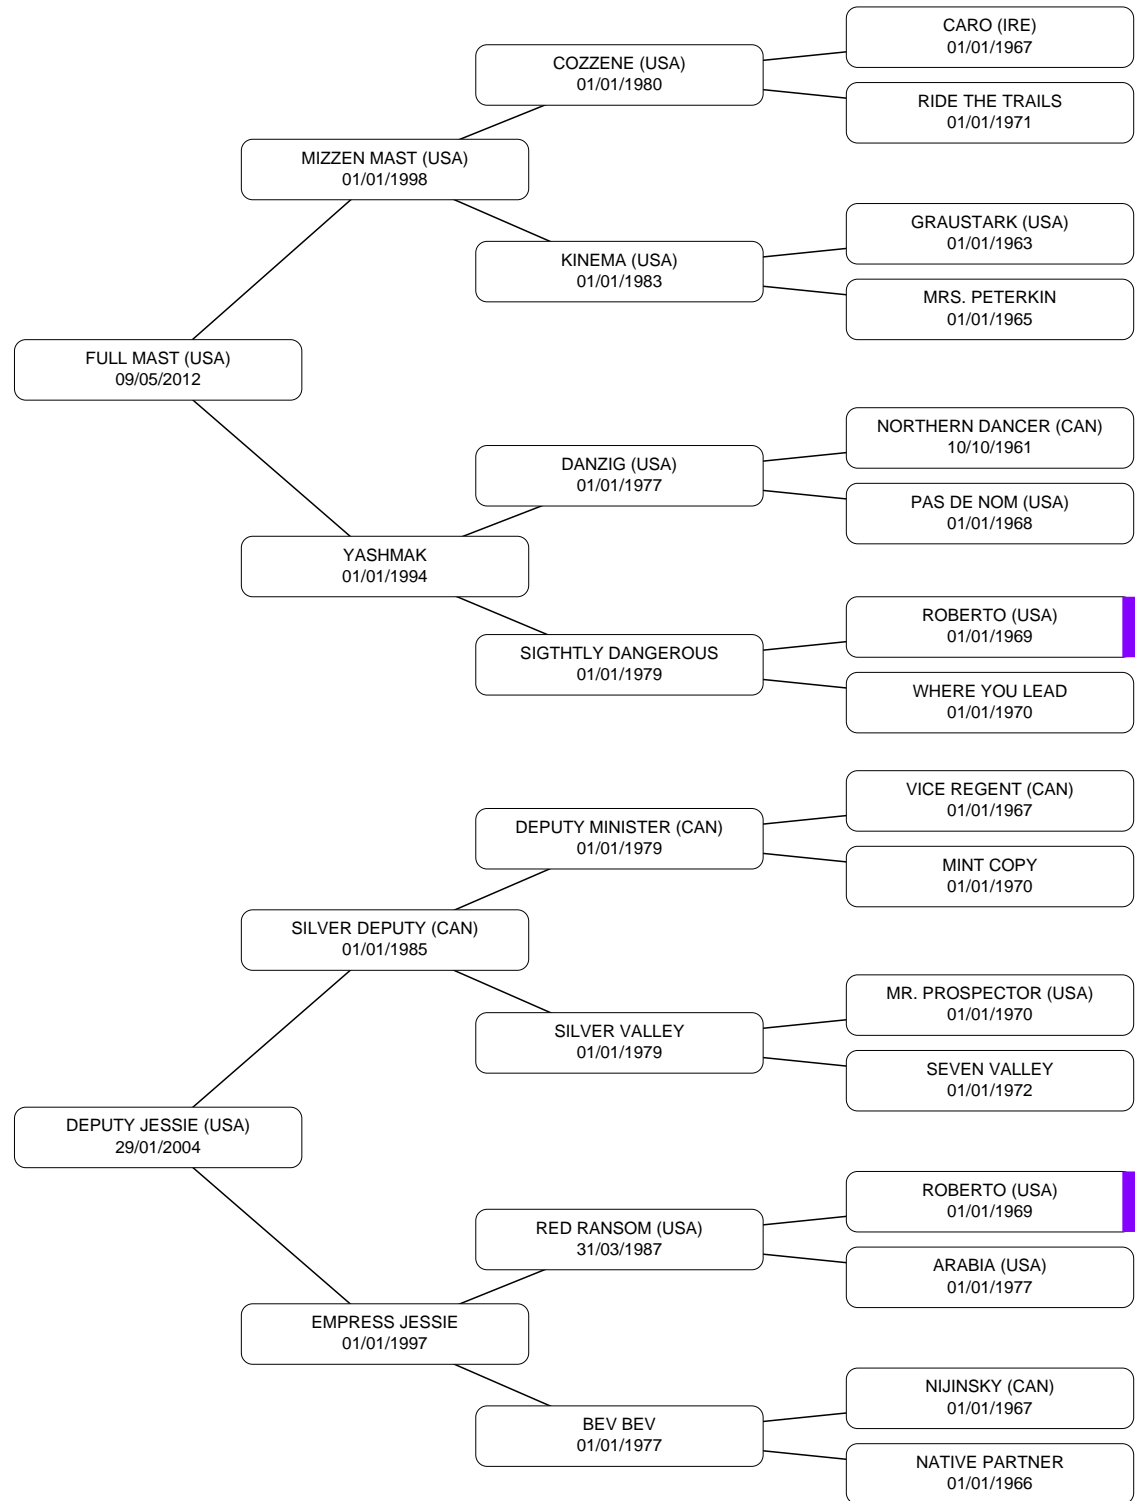 CARO (IRE)
01/01/1967
COZZENE (USA)
01/01/1980
RIDE THE TRAILS
01/01/1971
MIZZEN MAST (USA)
01/01/1998
GRAUSTARK (USA)
01/01/1963
KINEMA (USA)
01/01/1983
MRS. PETERKIN
01/01/1965
FULL MAST (USA)
09/05/2012
NORTHERN DANCER (CAN)
10/10/1961
DANZIG (USA)
01/01/1977
PAS DE NOM (USA)
01/01/1968
YASHMAK
01/01/1994
ROBERTO (USA)
01/01/1969
SIGTHTLY DANGEROUS
01/01/1979
WHERE YOU LEAD
01/01/1970
VICE REGENT (CAN)
01/01/1967
DEPUTY MINISTER (CAN)
01/01/1979
MINT COPY
01/01/1970
SILVER DEPUTY (CAN)
01/01/1985
MR. PROSPECTOR (USA)
01/01/1970
SILVER VALLEY
01/01/1979
SEVEN VALLEY
01/01/1972
DEPUTY JESSIE (USA)
29/01/2004
ROBERTO (USA)
01/01/1969
RED RANSOM (USA)
31/03/1987
ARABIA (USA)
01/01/1977
EMPRESS JESSIE
01/01/1997
NIJINSKY (CAN)
01/01/1967
BEV BEV
01/01/1977
NATIVE PARTNER
01/01/1966